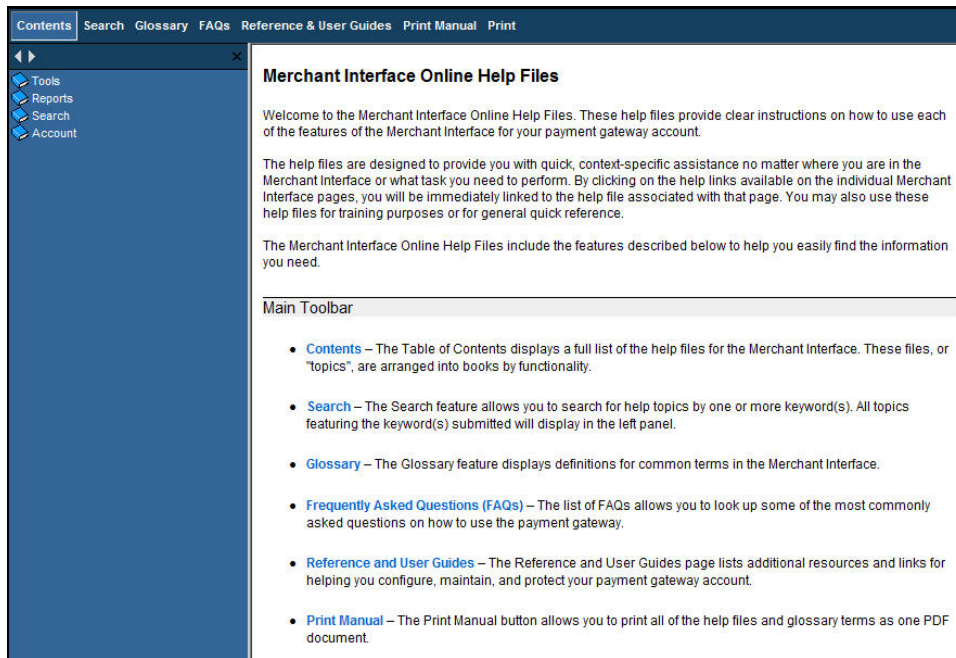 Contents Search Glossary FAQs Reference & User Guides Print Manual Print
Tools
Reports
Search
Account
Merchant Interface Online Help Files
Welcome to the Merchant Interface Online Help Files. These help files provide clear instructions on how to use each
of the features of the Merchant Interface for your payment gateway account.
The help files are designed to provide you with quick, context-specific assistance no matter where you are in the
Merchant Interface or what task you need to perform. By clicking on the help links available on the individual Merchant
Interface pages, you will be immediately linked to the help file associated with that page. You may also use these
help files for training purposes or for general quick reference.
The Merchant Interface Online Help Files include the features described below to help you easily find the information
you need.
Main Toolbar
• Contents – The Table of Contents displays a full list of the help files for the Merchant Interface. These files, or
"topics", are arranged into books by functionality.
• Search – The Search feature allows you to search for help topics by one or more keyword(s). All topics
featuring the keyword(s) submitted will display in the left panel.
• Glossary – The Glossary feature displays definitions for common terms in the Merchant Interface.
• Frequently Asked Questions (FAQs) – The list of FAQs allows you to look up some of the most commonly
asked questions on how to use the payment gateway.
• Reference and User Guides – The Reference and User Guides page lists additional resources and links for
helping you configure, maintain, and protect your payment gateway account.
• Print Manual – The Print Manual button allows you to print all of the help files and glossary terms as one PDF
document.